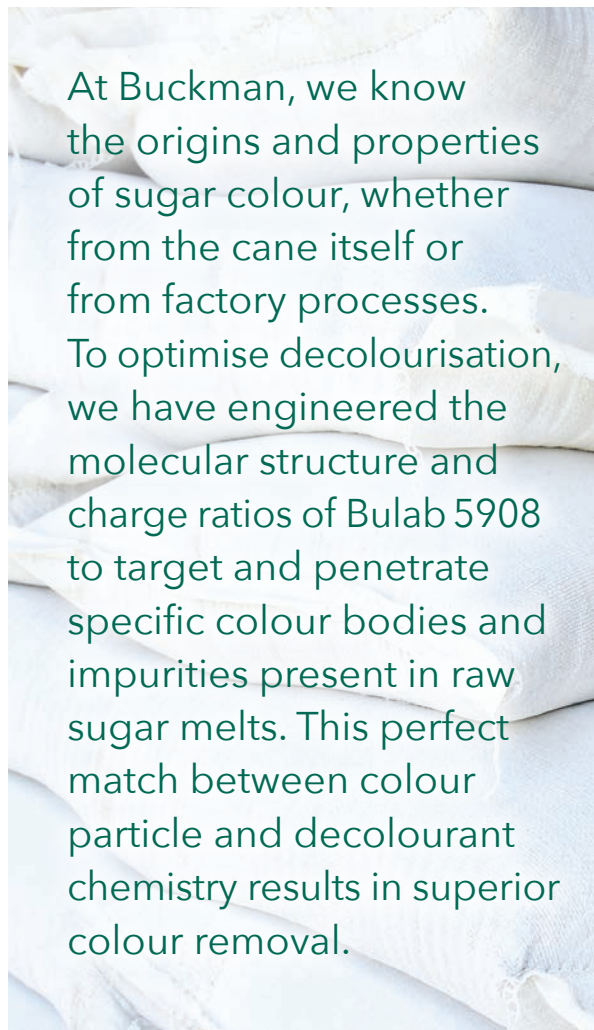 At Buckman, we know
the origins and properties
of sugar colour, whether
from the cane itself or
from factory processes.
To optimise decolourisation,
we have engineered the
molecular structure and
charge ratios of Bulab 5908
to target and penetrate
specific colour bodies and
impurities present in raw
sugar melts. This perfect
match between colour
particle and decolourant
chemistry results in superior
colour removal.